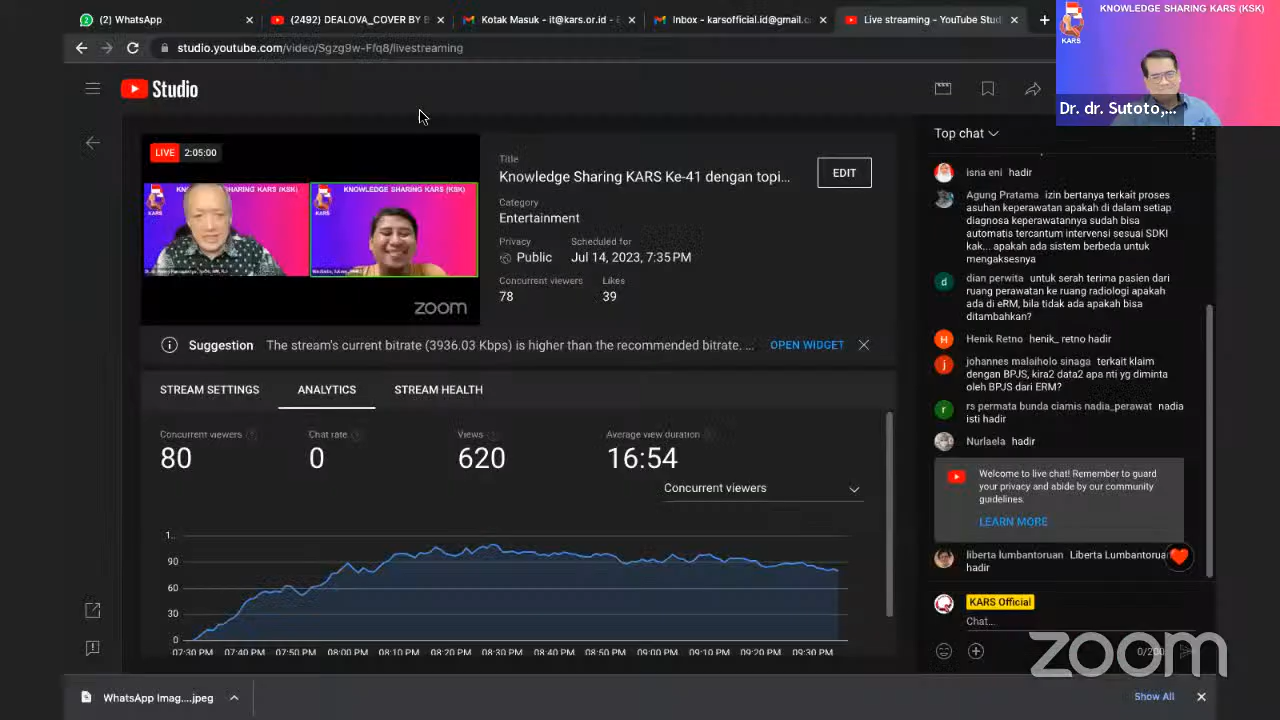 (2) WhatsApp
(2492) DEALOVA_COVER BY B
Kotak Masuk - it@kars.or.id - E
Inbox - karsofficial.id@gmail.c
Live streaming - YouTube Stud
studio.youtube.com/video/Sgzg9w-Ffq8/livestreaming
KNOWLEDGE SHARING KARS (KSK)
KARS
Dr. dr. Sutoto,...
Studio
LIVE 2:05:00
KNOWLEDGE SHARING KARS (KSK)
KARS
zoom
Title
Knowledge Sharing KARS Ke-41 dengan topi...
EDIT
Category
Entertainment
Privacy
Public
Scheduled for
Jul 14, 2023, 7:35 PM
Concurrent viewers
78
Likes
39
Suggestion The stream's current bitrate (3936.03 Kbps) is higher than the recommended bitrate. ... OPEN WIDGET
STREAM SETTINGS ANALYTICS STREAM HEALTH
Concurrent viewers
80
Chat rate
0
Views
620
Average view duration
16:54
Concurrent viewers
1...
90
60
30
0
07:30 PM 07:40 PM 07:50 PM 08:00 PM 08:10 PM 08:20 PM 08:30 PM 08:40 PM 08:50 PM 09:00 PM 09:10 PM 09:20 PM 09:30 PM
Top chat
isna eni hadir
Agung Pratama izin bertanya terkait proses
asuhan keperawatan apakah di dalam setiap
diagnosa keperawatannya sudah bisa
automatis tercantum intervensi sesuai SDKI
kak... apakah ada sistem berbeda untuk
mengaksesnya
dian perwita untuk serah terima pasien dari
ruang perawatan ke ruang radiologi apakah
ada di eRM, bila tidak ada apakah bisa
ditambahkan?
Henik Retno henik_ retno hadir
johannes malaiholo sinaga terkait klaim
dengan BPJS, kira2 data2 apa nti yg diminta
oleh BPJS dari ERM?
rs permata bunda ciamis nadia_perawat nadia
isti hadir
Nurlaela hadir
Welcome to live chat! Remember to guard
your privacy and abide by our community
guidelines.
LEARN MORE
liberta lumbantoruan Liberta Lumbantorua
hadir
KARS Official
Chat...
0/200
zoom
WhatsApp Imag....jpeg
Show All